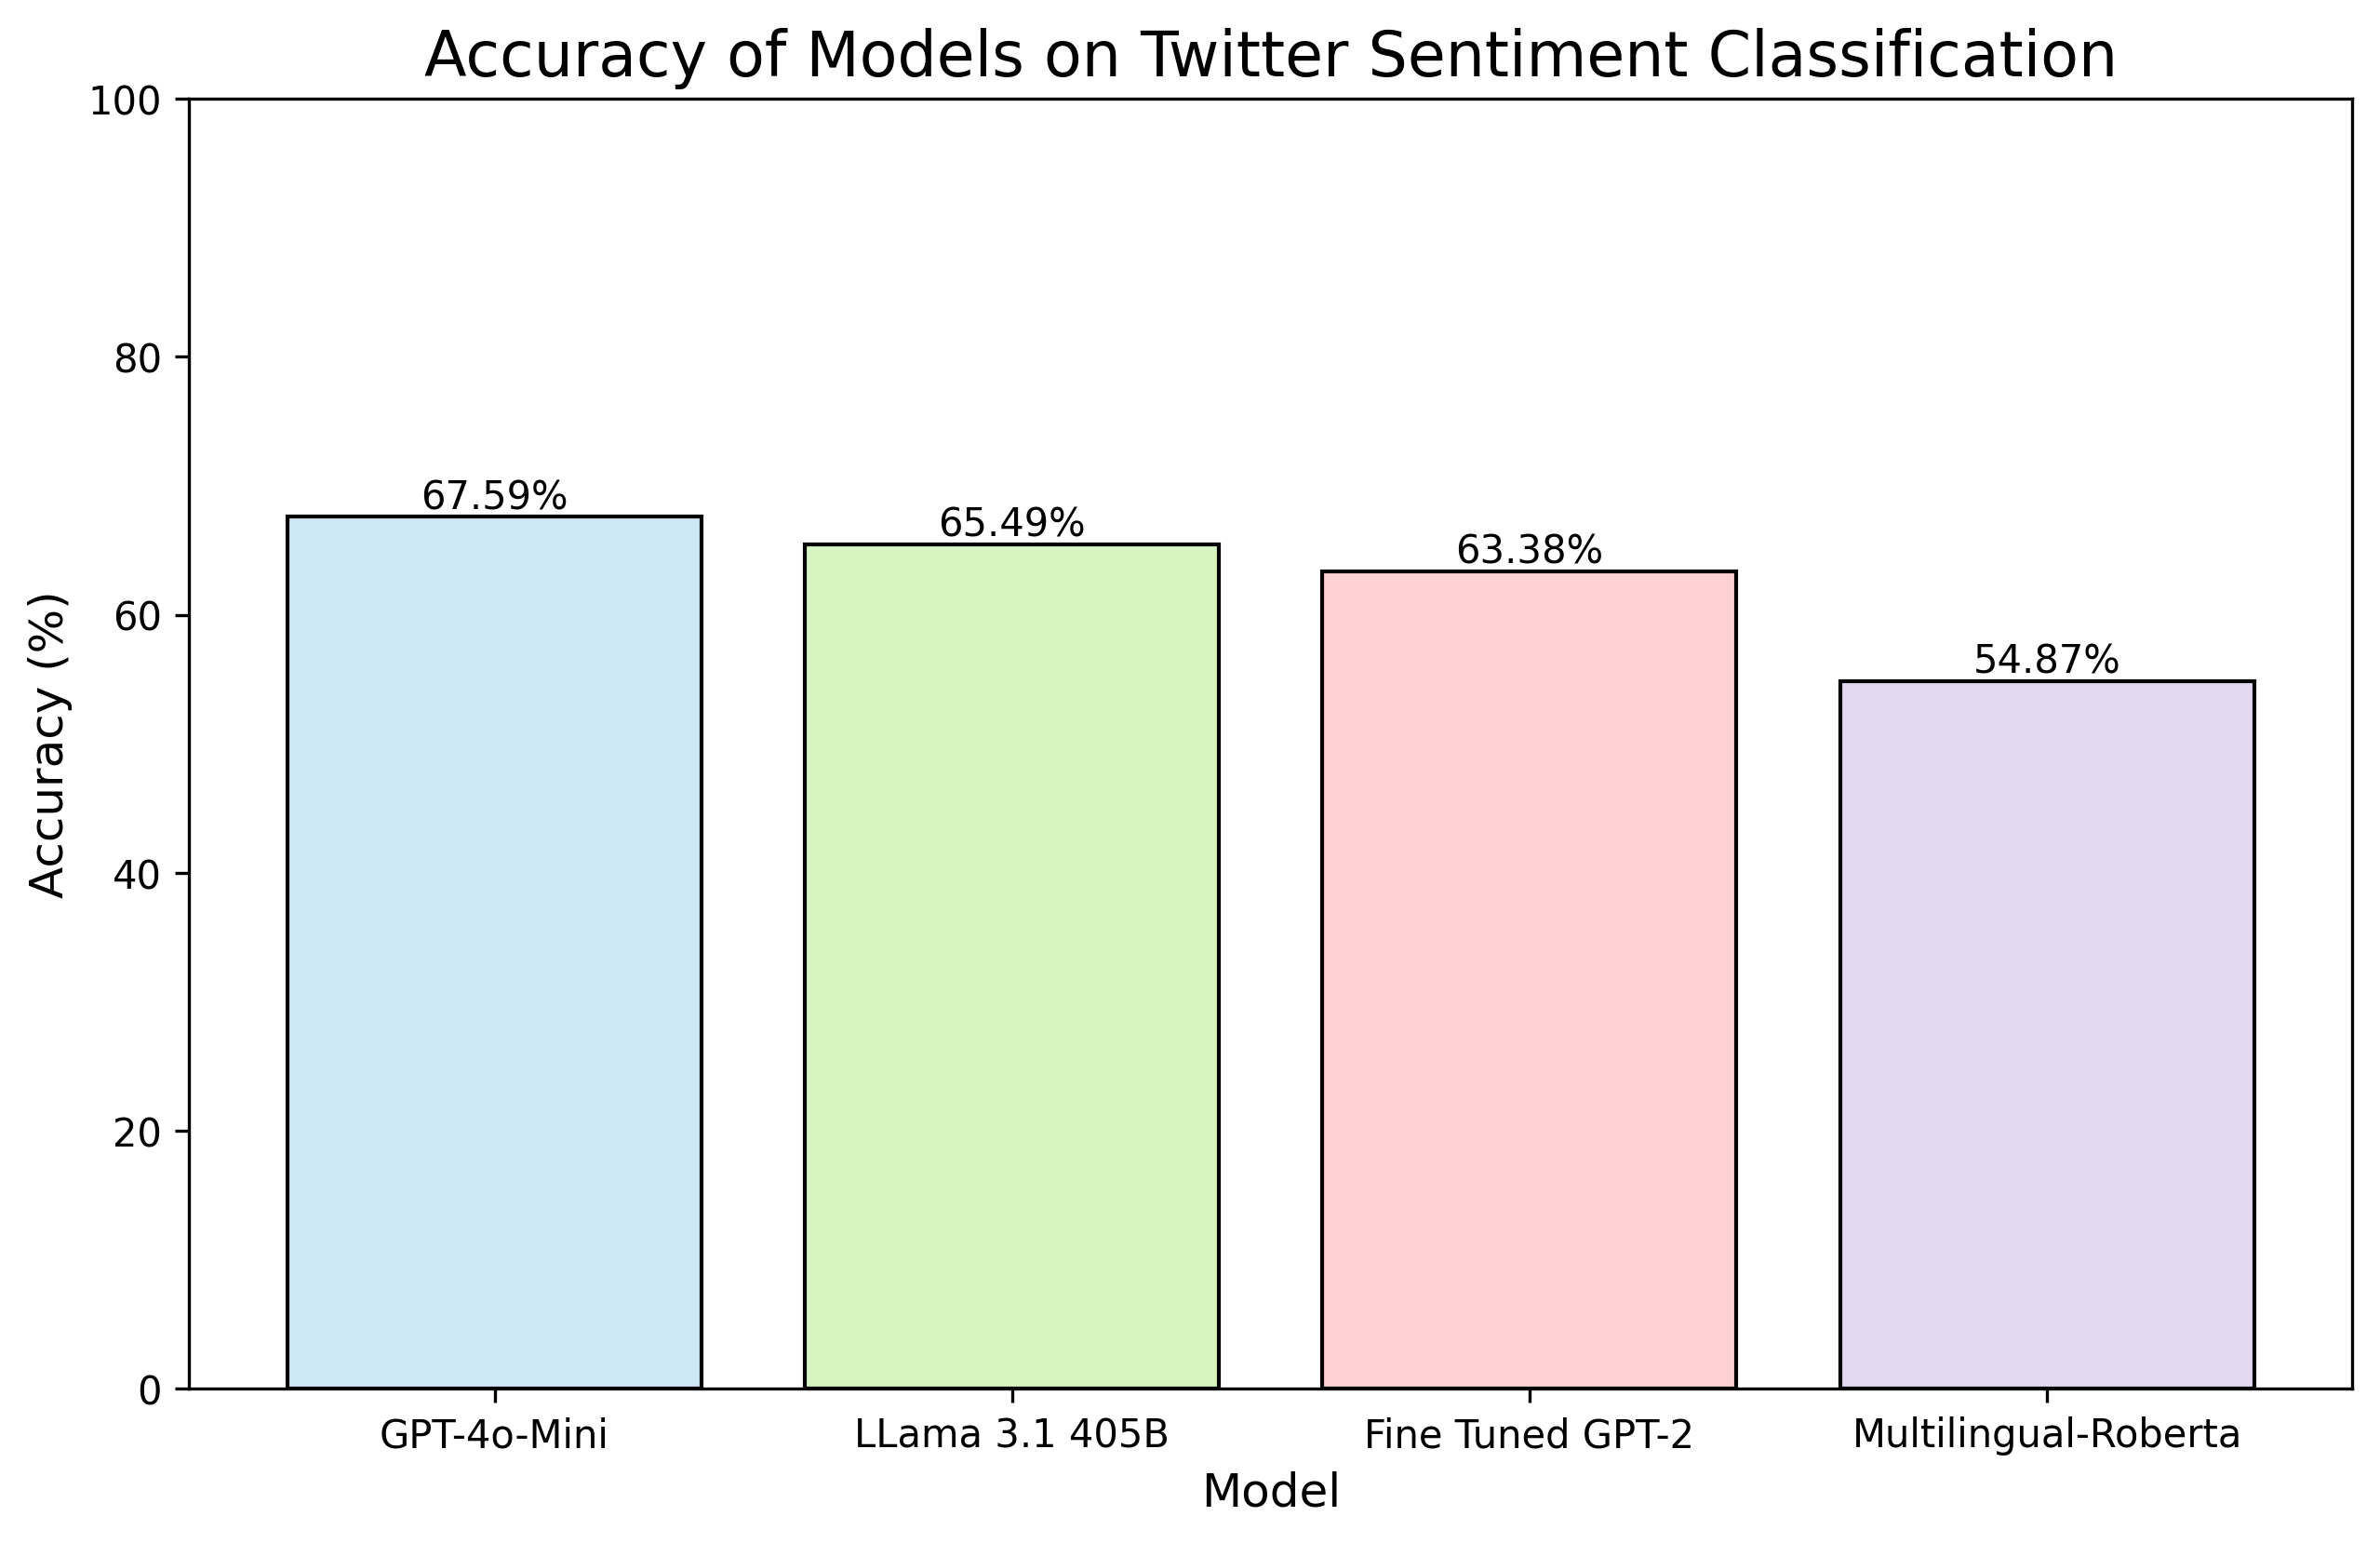 Accuracy of Models on Twitter Sentiment Classification
Accuracy (%)
100
80
60
40
20
0
67.59%
65.49%
63.38%
54.87%
GPT-4o-Mini
LLama 3.1 405B
Fine Tuned GPT-2
Multilingual-Roberta
Model